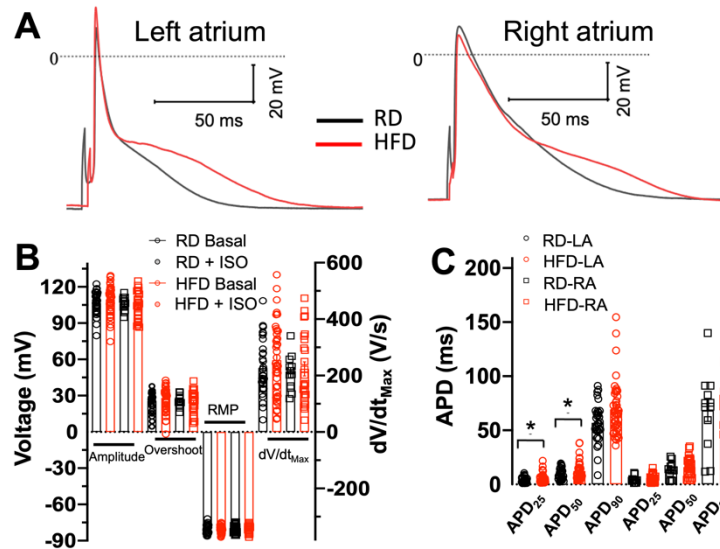 A
Left atrium
Right atrium
0
0
20 mV
20 mV
50 ms
50 ms
RD
HFD
B
RD Basal
RD + ISO
HFD Basal
HFD + ISO
Voltage (mV)
120
90
60
30
0
-30
-60
-90
Amplitude
Overshoot
RMP
dV/dtMax
600
400
200
0
-200
dV/dtMax (V/s)
C
RD-LA
HFD-LA
RD-RA
HFD-RA
APD (ms)
200
150
100
50
0
*
*
APD25
APD50
APD90
APD25
APD50